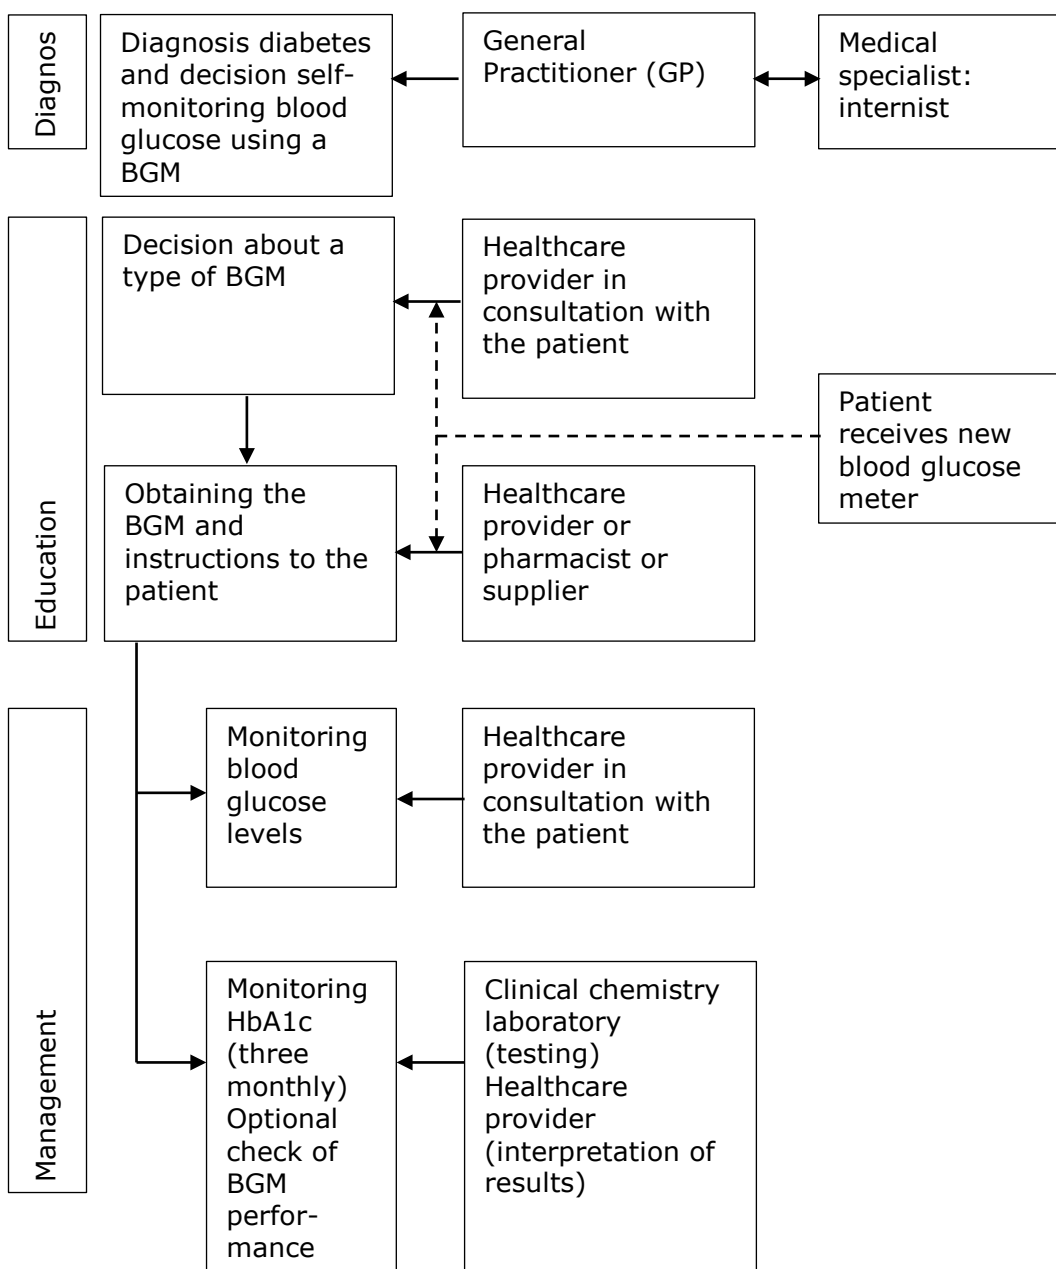 Diagnos
Diagnosis diabetes
and decision self-
monitoring blood
glucose using a
BGM
General
Practitioner (GP)
Medical
specialist:
internist
Education
Decision about a
type of BGM
Healthcare
provider in
consultation with
the patient
Patient
receives new
blood glucose
meter
Obtaining the
BGM and
instructions to the
patient
Healthcare
provider or
pharmacist or
supplier
Management
Monitoring
blood
glucose
levels
Healthcare
provider in
consultation with
the patient
Monitoring
HbA1c
(three
monthly)
Optional
check of
BGM
perfor-
mance
Clinical chemistry
laboratory
(testing)
Healthcare
provider
(interpretation of
results)